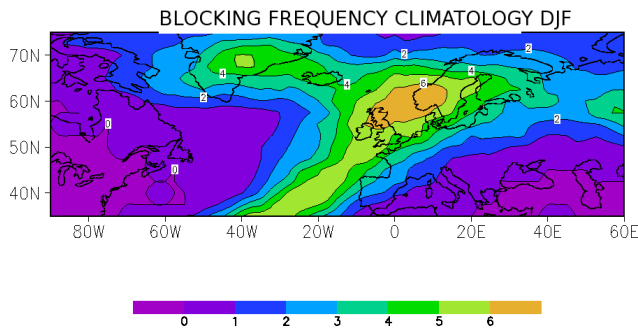 BLOCKING FREQUENCY CLIMATOLOGY DJF
2 2
70N
4 4
4 6
2
60N
0 2
50N
0
40N
80W 60W 40W 20W 0 20E 40E 60E
0 1 2 3 4 5 6